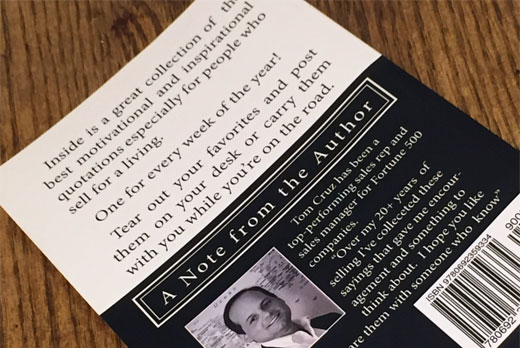 Inside is a great collection of the
best motivational and inspirational
quotations especially for people who
sell for a living.
One for every week of the year!
Tear out your favorites and post
them on your desk or carry them
with you while you're on the road.
A Note from the Author
Tom Cruz has been a
top-performing sales rep and
sales manager for Fortune 500
companies.
"Over my 20+ years of
selling I've collected these
sayings that gave me encour-
agement and something to
think about. I hope you like
are them with someone who know"
ISBN 9780692359334
900
780692